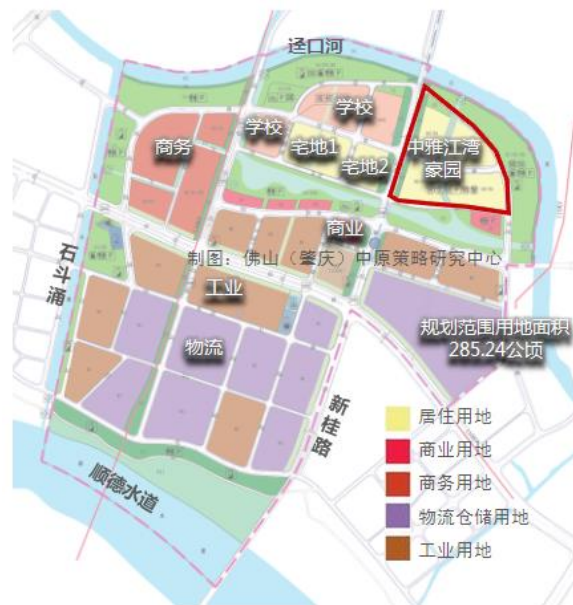 迳口河
学校
学校
商务
宅地1
宅地2
中雅江湾
豪园
商业
制图：佛山（肇庆）中原策略研究中心
石斗涌
工业
规划范围用地面积
285.24公顷
物流
新桂路
顺德水道
居住用地
商业用地
商务用地
物流仓储用地
工业用地